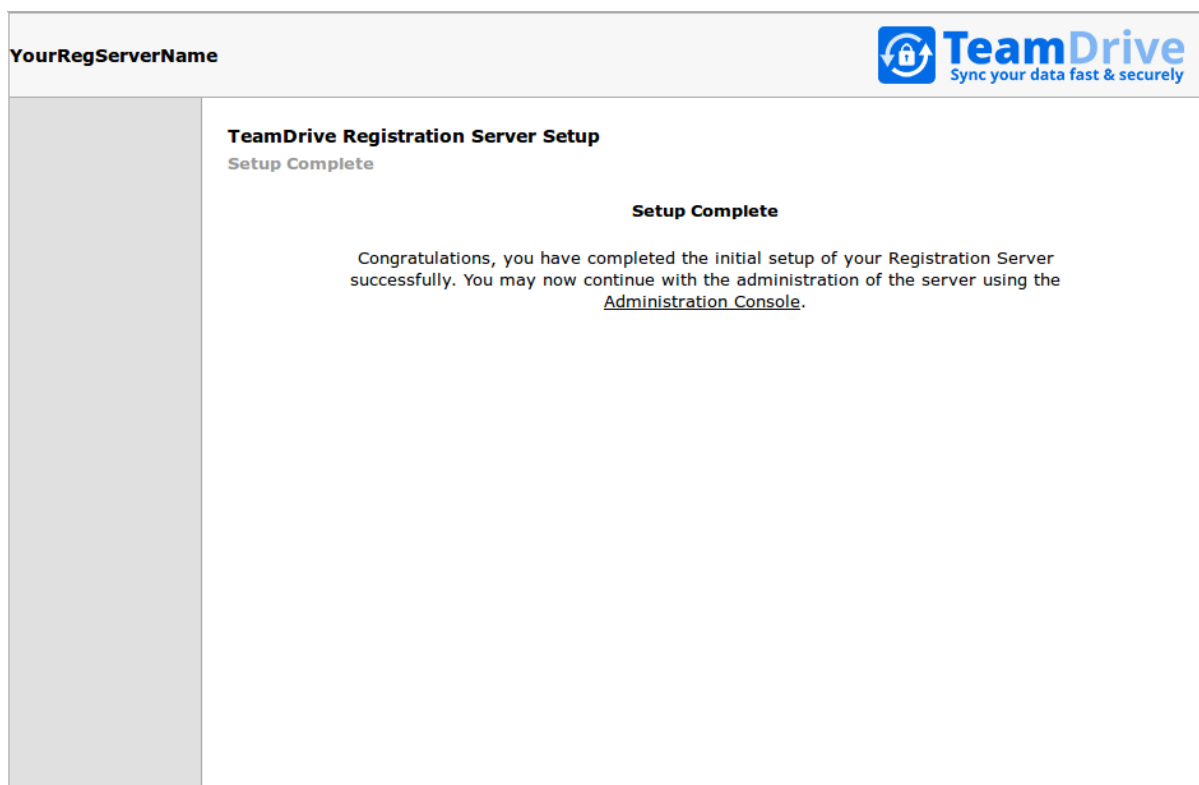 YourRegServerName
TeamDrive
Sync your data fast & securely
TeamDrive Registration Server Setup
Setup Complete
Setup Complete
Congratulations, you have completed the initial setup of your Registration Server
successfully. You may now continue with the administration of the server using the
Administration Console.